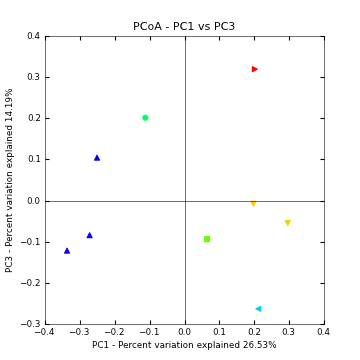 PCoA - PC1 vs PC3
0.4
0.3
0.2
0.1
0.0
−0.1
−0.2
−0.3
PC3 - Percent variation explained 14.19%
−0.4 −0.3 −0.2 −0.1 0.0 0.1 0.2 0.3 0.4
PC1 - Percent variation explained 26.53%